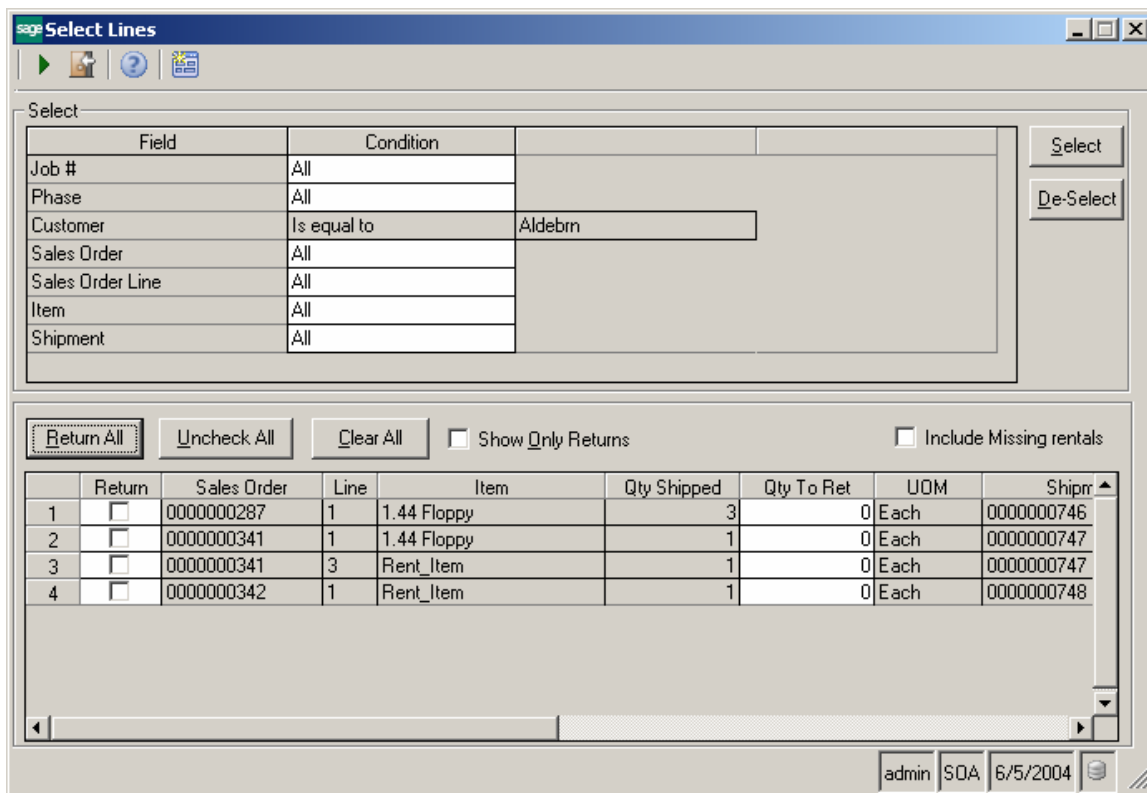 sage Select Lines
Select
Field Condition
Job # All
Phase All
Customer Is equal to Aldebrn
Sales Order All
Sales Order Line All
Item All
Shipment All
Select
De-Select
Return All Uncheck All Clear All Show Only Returns Include Missing rentals
Return Sales Order Line Item Qty Shipped Qty To Ret UOM Shipm
1 0000000287 1 1.44 Floppy 3 0 Each 0000000746
2 0000000341 1 1.44 Floppy 1 0 Each 0000000747
3 0000000341 3 Rent_Item 1 0 Each 0000000747
4 0000000342 1 Rent_Item 1 0 Each 0000000748
admin SOA 6/5/2004